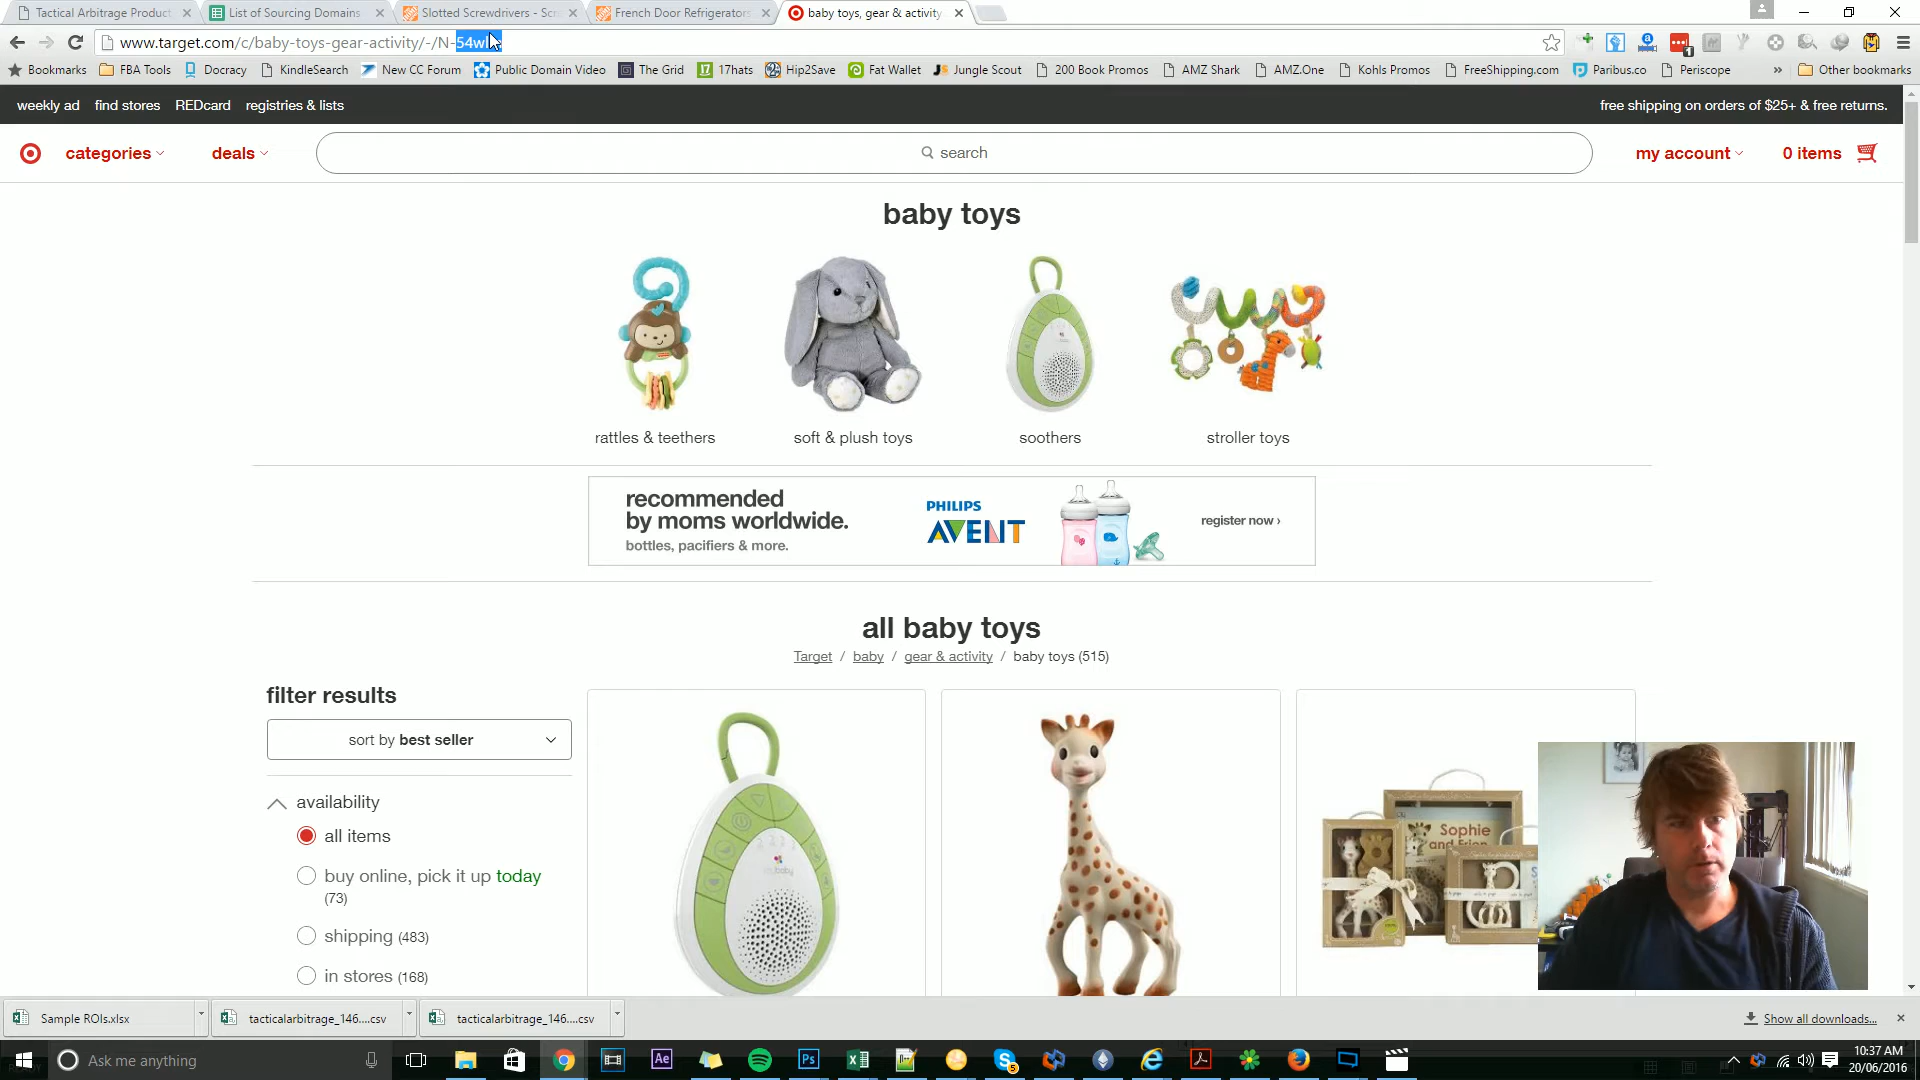 Tactical Arbitrage Product
List of Sourcing Domains
Slotted Screwdrivers - Scr
French Door Refrigerators
baby toys, gear & activity
www.target.com/c/baby-toys-gear-activity/-/N-
Bookmarks
FBA Tools
Docracy
KindleSearch
New CC Forum
Public Domain Video
The Grid
17hats
Hip2Save
Fat Wallet
Jungle Scout
200 Book Promos
AMZ Shark
AMZ.One
Kohls Promos
FreeShipping.com
Paribus.co
Periscope
Other bookmarks
weekly ad find stores REDcard registries & lists
free shipping on orders of $25+ & free returns.
categories
deals
search
my account
0 items
baby toys
rattles & teethers
soft & plush toys
soothers
stroller toys
recommended
by moms worldwide.
bottles, pacifiers & more.
PHILIPS
AVENT
register now ›
all baby toys
Target / baby / gear & activity / baby toys (515)
filter results
sort by best seller
availability
all items
buy online, pick it up today
(73)
shipping (483)
in stores (168)
Sophie
Sample ROIs.xlsx
tacticalarbitrage_146....csv
tacticalarbitrage_146....csv
Show all downloads...
Ask me anything
10:37 AM
20/06/2016